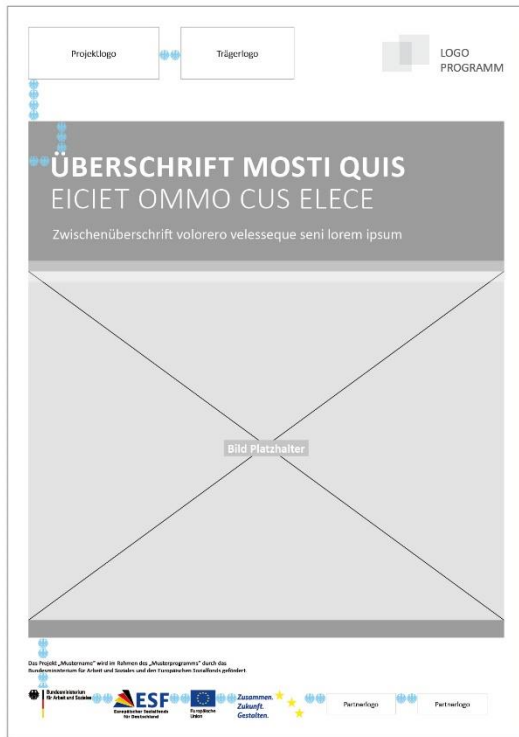 Projektlogo
Trägerlogo
LOGO
PROGRAMM
ÜBERSCHRIFT MOSTI QUIS
EICIET OMMO CUS ELECE
Zwischenüberschrift volorero velesseque seni lorem ipsum
Bild Platzhalter
Das Projekt „Mustername" wird im Rahmen des „Musterprogramms" durch das
Bundesministerium für Arbeit und Soziales und den Europäischen Sozialfonds gefördert.
Bundesministerium
für Arbeit und Soziales
ESF
Europäischer Sozialfonds
für Deutschland
Europäische
Union
Zusammen.
Zukunft.
Gestalten.
Partnerlogo
Partnerlogo